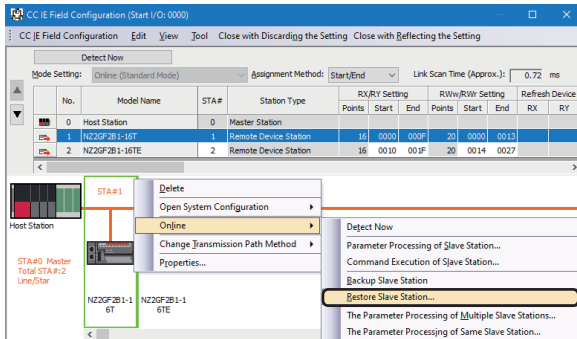 CC IE Field Configuration (Start I/O: 0000)
CC IE Field Configuration Edit View Tool Close with Discarding the Setting Close with Reflecting the Setting
Detect Now
Mode Setting: Online (Standard Mode) Assignment Method: Start/End Link Scan Time (Approx.): 0.72 ms
No. Model Name STA# Station Type RX/RY Setting RWw/RWr Setting Refresh Device
Points Start End Points Start End RX RY
0 Host Station 0 Master Station
1 NZ2GF2B1-16T 1 Remote Device Station 16 0000 000F 20 0000 0013
2 NZ2GF2B1-16TE 2 Remote Device Station 16 0010 001F 20 0014 0027
STA#1
Host Station
STA#0 Master
Total STA#:2
Line/Star
NZ2GF2B1-1
6T
NZ2GF2B1-1
6TE
Delete
Open System Configuration
Online
Change Transmission Path Method
Properties...
Detect Now
Parameter Processing of Slave Station...
Command Execution of Slave Station...
Backup Slave Station
Restore Slave Station...
The Parameter Processing of Multiple Slave Stations...
The Parameter Processing of Same Slave Station...